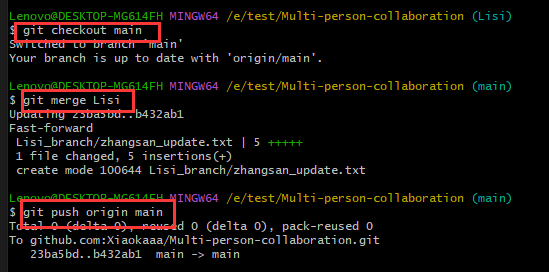 Lenovo@DESKTOP-MG614FH MINGW64 /e/test/Multi-person-collaboration (Lisi)
$ git checkout main
Switched to branch 'main'
Your branch is up to date with 'origin/main'.
Lenovo@DESKTOP-MG614FH MINGW64 /e/test/Multi-person-collaboration (main)
$ git merge Lisi
Updating 23ba5bd..b432ab1
Fast-forward
Lisi_branch/zhangsan_update.txt | 5 +++++
1 file changed, 5 insertions(+)
create mode 100644 Lisi_branch/zhangsan_update.txt
Lenovo@DESKTOP-MG614FH MINGW64 /e/test/Multi-person-collaboration (main)
$ git push origin main
Total 0 (delta 0), reused 0 (delta 0), pack-reused 0
To github.com:Xiaokaaa/Multi-person-collaboration.git
23ba5bd..b432ab1 main -> main